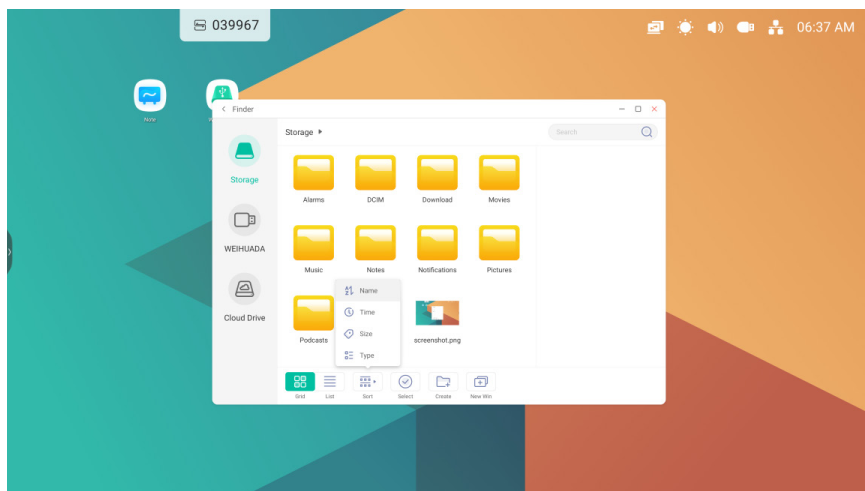 039967
06:37 AM
Note
Finder
Storage
Search
Storage
WEIHUADA
Cloud Drive
Alarms
DCIM
Download
Movies
Music
Notes
Notifications
Pictures
Podcasts
screenshot.png
Name
Time
Size
Type
Grid
List
Sort
Select
Create
New Win